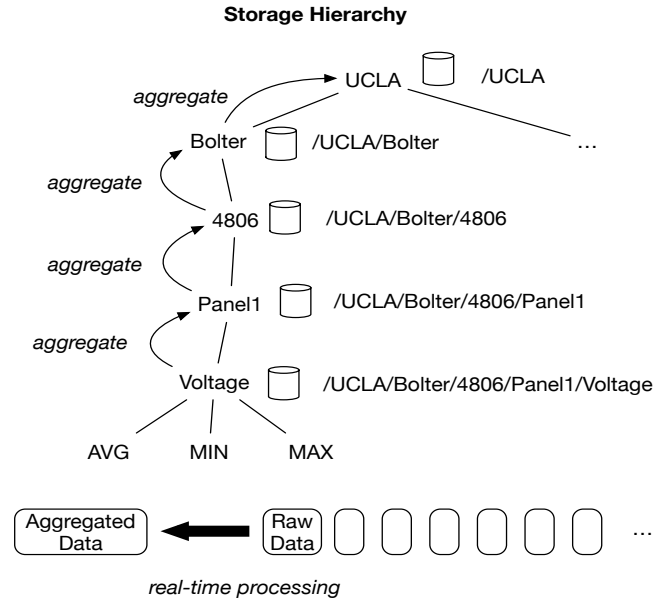 Storage Hierarchy
UCLA
/UCLA
aggregate
Bolter
/UCLA/Bolter
...
aggregate
4806
/UCLA/Bolter/4806
aggregate
Panel1
/UCLA/Bolter/4806/Panel1
aggregate
Voltage
/UCLA/Bolter/4806/Panel1/Voltage
AVG
MIN
MAX
Aggregated
Data
Raw
Data
...
real-time processing